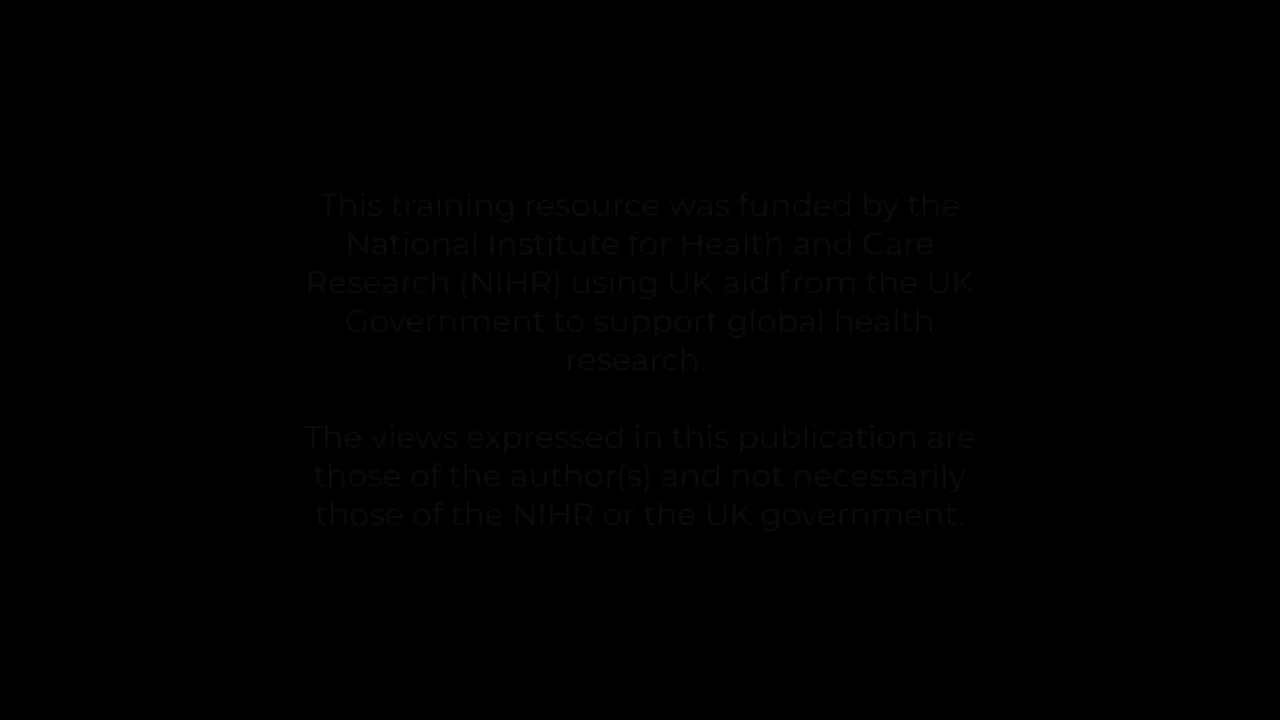 This training resource was funded by the
National Institute for Health and Care
Research (NIHR) using UK aid from the UK
Government to support global health
research.
The views expressed in this publication are
those of the author(s) and not necessarily
those of the NIHR or the UK government.